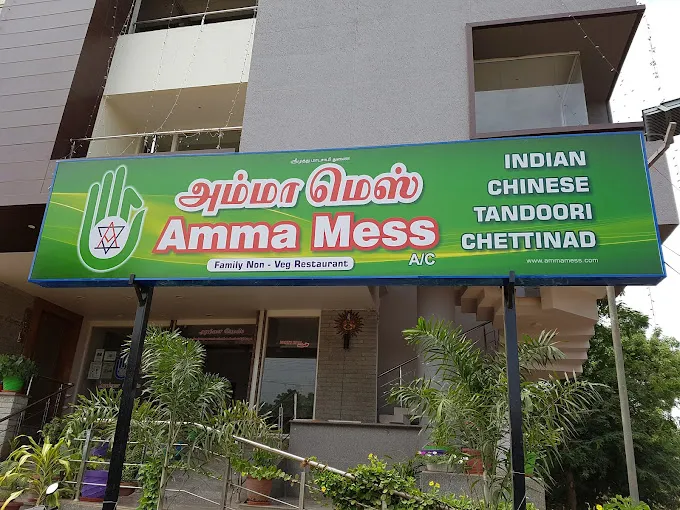 அம்மா மெஸ்
Amma Mess
A/C
Family Non - Veg Restaurant
INDIAN
CHINESE
TANDOORI
CHETTINAD
www.ammamess.com